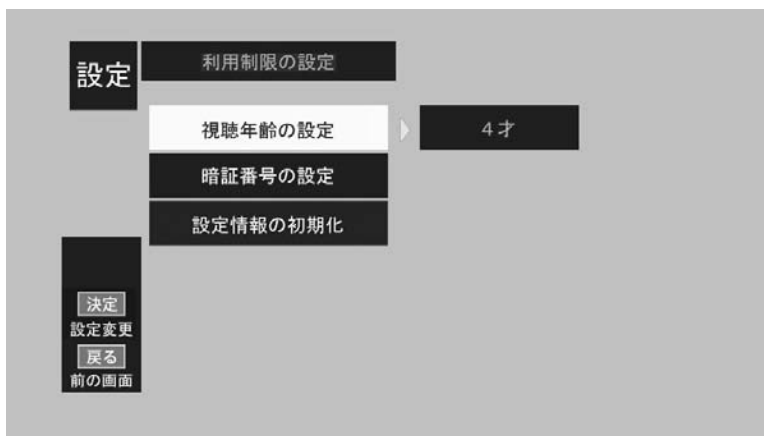 設定
利用制限の設定
視聴年齢の設定
4才
暗証番号の設定
設定情報の初期化
決定
設定変更
戻る
前の画面